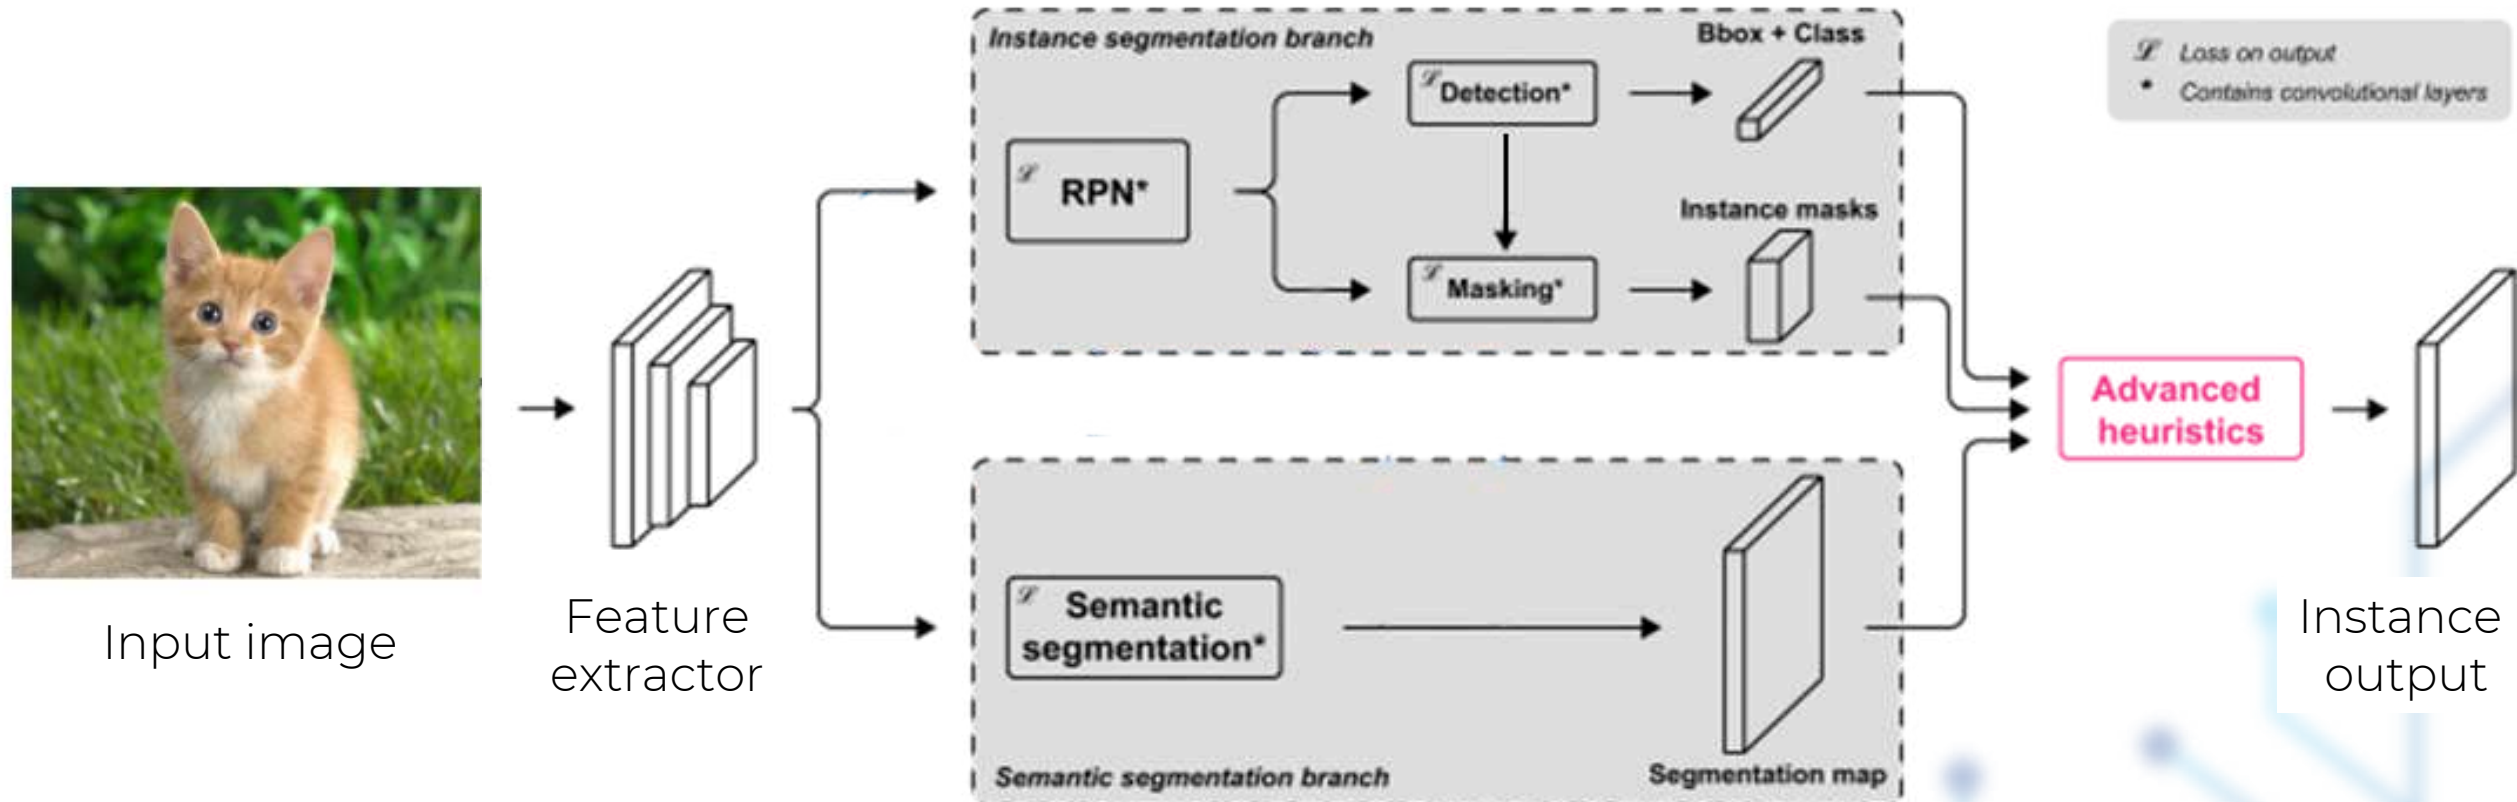 Instance segmentation branch
Bbox + Class
ℒ Loss on output
* Contains convolutional layers
ℒ Detection*
ℒ RPN*
Instance masks
ℒ Masking*
Advanced
heuristics
Input image
Feature
extractor
ℒ Semantic
segmentation*
Instance
output
Semantic segmentation branch
Segmentation map